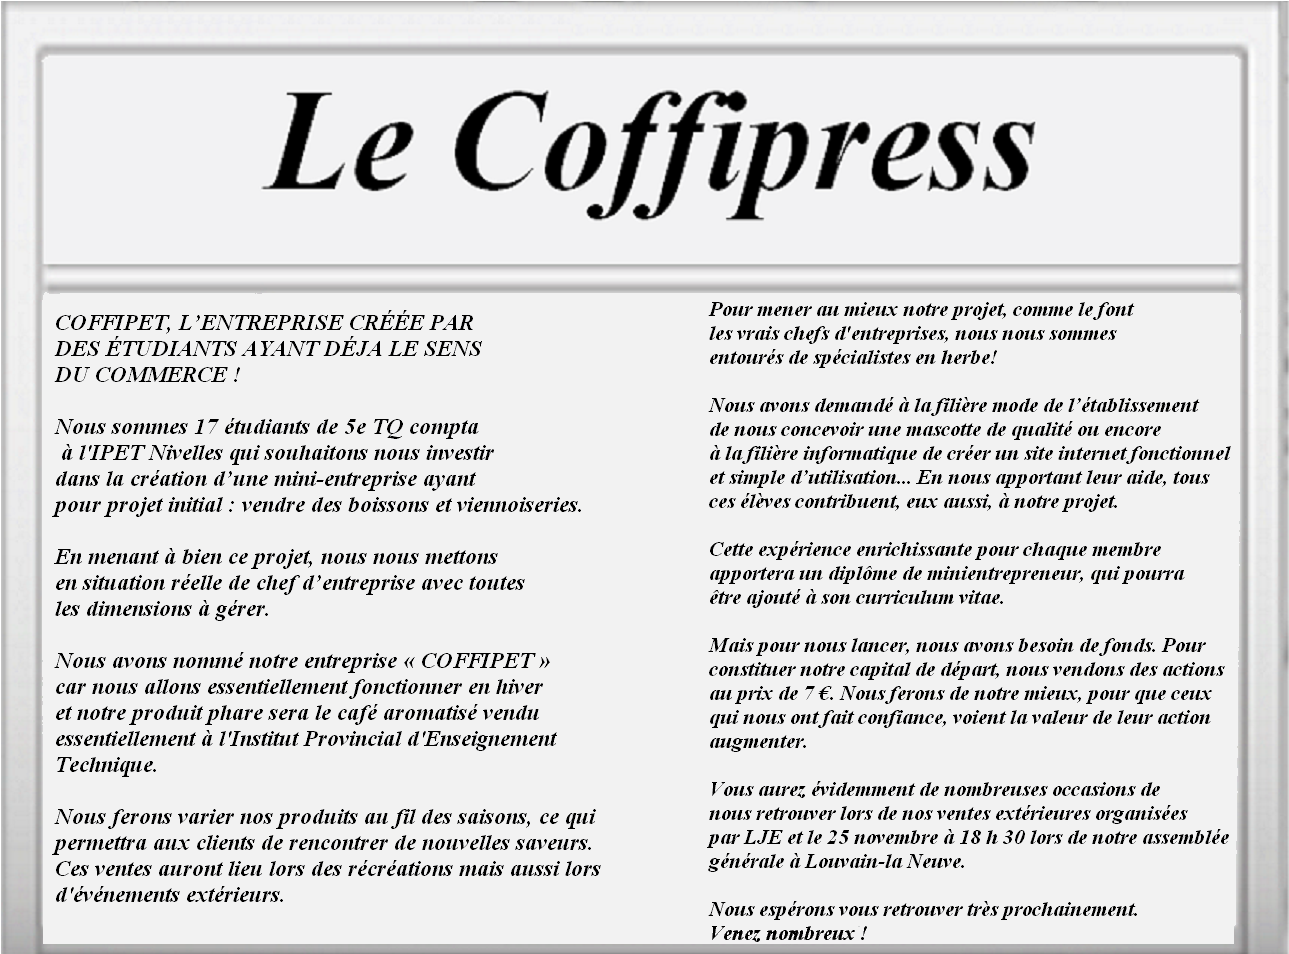 Le Coffipress
COFFIPET, L’ENTREPRISE CRÉÉE PAR
DES ÉTUDIANTS AYANT DÉJA LE SENS
DU COMMERCE !
Nous sommes 17 étudiants de 5e TQ compta
à l'IPET Nivelles qui souhaitons nous investir
dans la création d’une mini-entreprise ayant
pour projet initial : vendre des boissons et viennoiseries.
En menant à bien ce projet, nous nous mettons
en situation réelle de chef d’entreprise avec toutes
les dimensions à gérer.
Nous avons nommé notre entreprise « COFFIPET »
car nous allons essentiellement fonctionner en hiver
et notre produit phare sera le café aromatisé vendu
essentiellement à l'Institut Provincial d'Enseignement
Technique.
Nous ferons varier nos produits au fil des saisons, ce qui
permettra aux clients de rencontrer de nouvelles saveurs.
Ces ventes auront lieu lors des récréations mais aussi lors
d'événements extérieurs.
Pour mener au mieux notre projet, comme le font
les vrais chefs d'entreprises, nous nous sommes
entourés de spécialistes en herbe!
Nous avons demandé à la filière mode de l’établissement
de nous concevoir une mascotte de qualité ou encore
à la filière informatique de créer un site internet fonctionnel
et simple d’utilisation... En nous apportant leur aide, tous
ces élèves contribuent, eux aussi, à notre projet.
Cette expérience enrichissante pour chaque membre
apportera un diplôme de minientrepreneur, qui pourra
être ajouté à son curriculum vitae.
Mais pour nous lancer, nous avons besoin de fonds. Pour
constituer notre capital de départ, nous vendons des actions
au prix de 7 €. Nous ferons de notre mieux, pour que ceux
qui nous ont fait confiance, voient la valeur de leur action
augmenter.
Vous aurez évidemment de nombreuses occasions de
nous retrouver lors de nos ventes extérieures organisées
par LJE et le 25 novembre à 18 h 30 lors de notre assemblée
générale à Louvain-la Neuve.
Nous espérons vous retrouver très prochainement.
Venez nombreux !